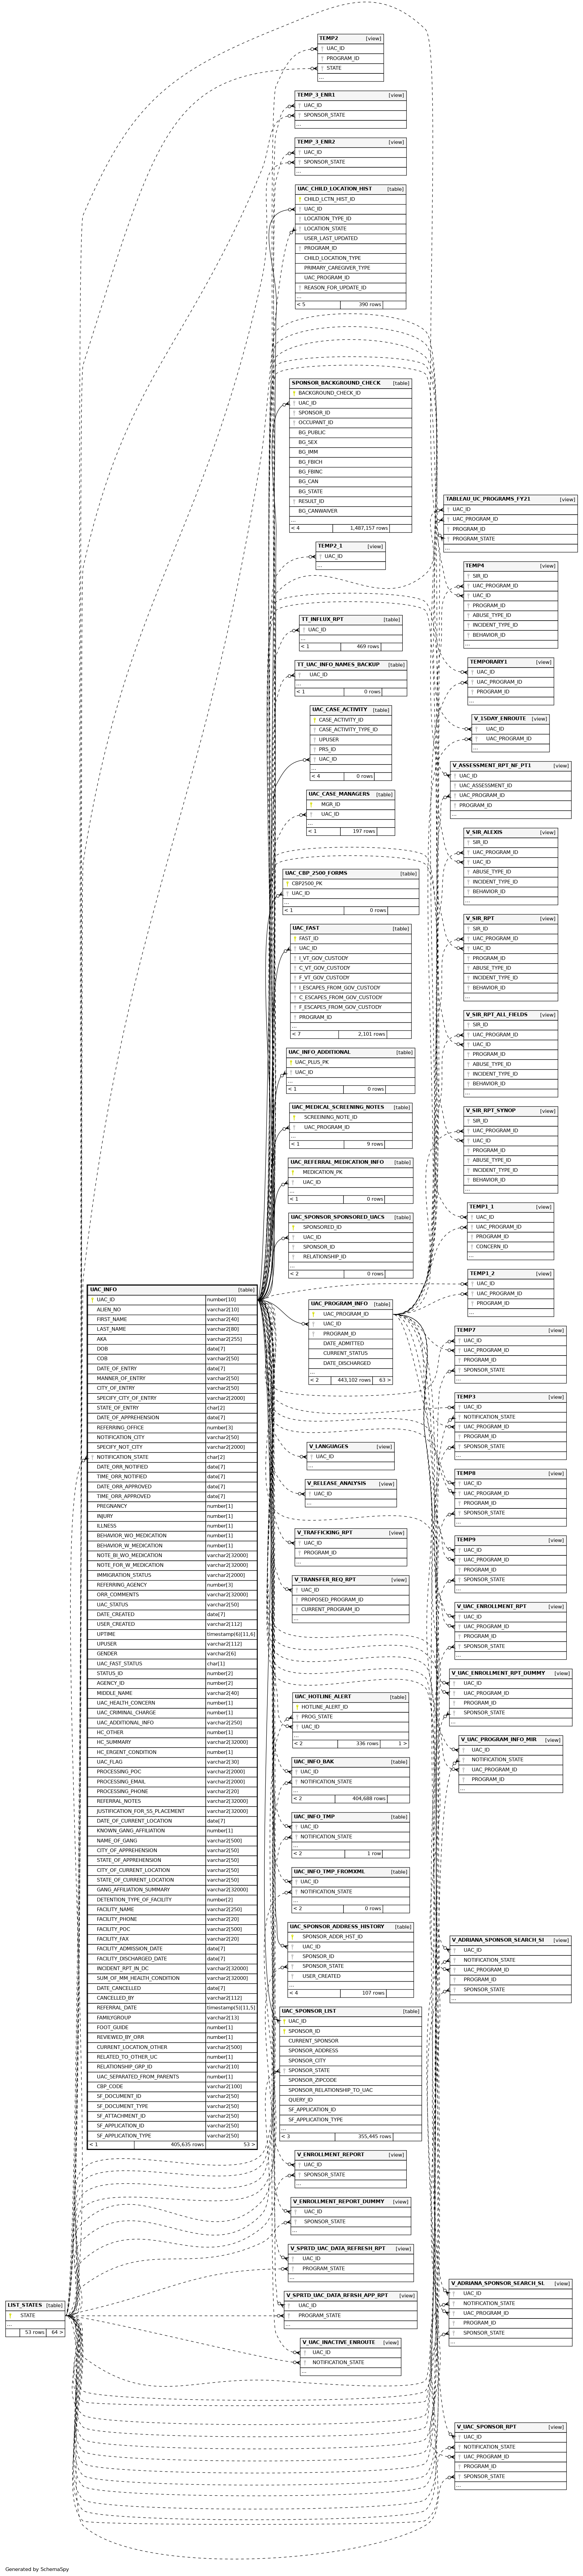 LIST_STATES [table]
STATE
...
53 rows 64 >
UAC_INFO [table]
UAC_ID number[10]
ALIEN_NO varchar2[10]
FIRST_NAME varchar2[40]
LAST_NAME varchar2[80]
AKA varchar2[255]
DOB date[7]
COB varchar2[50]
DATE_OF_ENTRY date[7]
MANNER_OF_ENTRY varchar2[50]
CITY_OF_ENTRY varchar2[50]
SPECIFY_CITY_OF_ENTRY varchar2[2000]
STATE_OF_ENTRY char[2]
DATE_OF_APPREHENSION date[7]
REFERRING_OFFICE number[3]
NOTIFICATION_CITY varchar2[50]
SPECIFY_NOT_CITY varchar2[2000]
NOTIFICATION_STATE char[2]
DATE_ORR_NOTIFIED date[7]
TIME_ORR_NOTIFIED date[7]
DATE_ORR_APPROVED date[7]
TIME_ORR_APPROVED date[7]
PREGNANCY number[1]
INJURY number[1]
ILLNESS number[1]
BEHAVIOR_WO_MEDICATION number[1]
BEHAVIOR_W_MEDICATION number[1]
NOTE_BI_WO_MEDICATION varchar2[32000]
NOTE_FOR_W_MEDICATION varchar2[32000]
IMMIGRATION_STATUS varchar2[2000]
REFERRING_AGENCY number[3]
ORR_COMMENTS varchar2[32000]
UAC_STATUS varchar2[50]
DATE_CREATED date[7]
USER_CREATED varchar2[112]
UPTIME timestamp(6)[11,6]
UPUSER varchar2[112]
GENDER varchar2[6]
UAC_FAST_STATUS char[1]
STATUS_ID number[2]
AGENCY_ID number[2]
MIDDLE_NAME varchar2[40]
UAC_HEALTH_CONCERN number[1]
UAC_CRIMINAL_CHARGE number[1]
UAC_ADDITIONAL_INFO varchar2[250]
HC_OTHER number[1]
HC_SUMMARY varchar2[32000]
HC_ERGENT_CONDITION number[1]
UAC_FLAG varchar2[30]
PROCESSING_POC varchar2[2000]
PROCESSING_EMAIL varchar2[2000]
PROCESSING_PHONE varchar2[20]
REFERRAL_NOTES varchar2[32000]
JUSTIFICATION_FOR_SS_PLACEMENT varchar2[32000]
DATE_OF_CURRENT_LOCATION date[7]
KNOWN_GANG_AFFILIATION number[1]
NAME_OF_GANG varchar2[500]
CITY_OF_APPREHENSION varchar2[50]
STATE_OF_APREHENSION varchar2[50]
CITY_OF_CURRENT_LOCATION varchar2[50]
STATE_OF_CURRENT_LOCATION varchar2[50]
GANG_AFFILIATION_SUMMARY varchar2[32000]
DETENTION_TYPE_OF_FACILITY number[2]
FACILITY_NAME varchar2[250]
FACILITY_PHONE varchar2[20]
FACILITY_POC varchar2[500]
FACILITY_FAX varchar2[20]
FACILITY_ADMISSION_DATE date[7]
FACILITY_DISCHARGED_DATE date[7]
INCIDENT_RPT_IN_DC varchar2[32000]
SUM_OF_MM_HEALTH_CONDITION varchar2[32000]
DATE_CANCELLED date[7]
CANCELLED_BY varchar2[112]
REFERRAL_DATE timestamp(5)[11,5]
FAMILYGROUP varchar2[13]
FOOT_GUIDE number[1]
REVIEWED_BY_ORR number[1]
CURRENT_LOCATION_OTHER varchar2[500]
RELATED_TO_OTHER_UC number[1]
RELATIONSHIP_GRP_ID varchar2[10]
UAC_SEPARATED_FROM_PARENTS number[1]
CBP_CODE varchar2[100]
SF_DOCUMENT_ID varchar2[50]
SF_DOCUMENT_TYPE varchar2[50]
SF_ATTACHMENT_ID varchar2[50]
SF_APPLICATION_ID varchar2[50]
SF_APPLICATION_TYPE varchar2[50]
< 1 405,635 rows 53 >
TEMP2 [view]
UAC_ID
PROGRAM_ID
STATE
...
TEMP_3_ENR1 [view]
UAC_ID
SPONSOR_STATE
...
TEMP_3_ENR2 [view]
UAC_ID
SPONSOR_STATE
...
UAC_CHILD_LOCATION_HIST [table]
CHILD_LCTN_HIST_ID
UAC_ID
LOCATION_TYPE_ID
LOCATION_STATE
USER_LAST_UPDATED
PROGRAM_ID
CHILD_LOCATION_TYPE
PRIMARY_CAREGIVER_TYPE
UAC_PROGRAM_ID
REASON_FOR_UPDATE_ID
...
< 5 390 rows
SPONSOR_BACKGROUND_CHECK [table]
BACKGROUND_CHECK_ID
UAC_ID
SPONSOR_ID
OCCUPANT_ID
BG_PUBLIC
BG_SEX
BG_IMM
BG_FBICH
BG_FBINC
BG_CAN
BG_STATE
RESULT_ID
BG_CANWAIVER
...
< 4 1,487,157 rows
TEMP2_1 [view]
UAC_ID
...
TT_INFLUX_RPT [table]
UAC_ID
...
< 1 469 rows
TT_UAC_INFO_NAMES_BACKUP [table]
UAC_ID
...
< 1 0 rows
UAC_CASE_ACTIVITY [table]
CASE_ACTIVITY_ID
CASE_ACTIVITY_TYPE_ID
UPUSER
PRS_ID
UAC_ID
...
< 4 0 rows
UAC_CASE_MANAGERS [table]
MGR_ID
UAC_ID
...
< 1 197 rows
UAC_CBP_2500_FORMS [table]
CBP2500_PK
UAC_ID
...
< 1 0 rows
UAC_FAST [table]
FAST_ID
UAC_ID
I_VT_GOV_CUSTODY
C_VT_GOV_CUSTODY
F_VT_GOV_CUSTODY
I_ESCAPES_FROM_GOV_CUSTODY
C_ESCAPES_FROM_GOV_CUSTODY
F_ESCAPES_FROM_GOV_CUSTODY
PROGRAM_ID
...
< 7 2,101 rows
UAC_INFO_ADDITIONAL [table]
UAC_PLUS_PK
UAC_ID
...
< 1 0 rows
UAC_MEDICAL_SCREENING_NOTES [table]
SCREEINING_NOTE_ID
UAC_PROGRAM_ID
...
< 1 9 rows
UAC_REFERRAL_MEDICATION_INFO [table]
MEDICATION_PK
UAC_ID
...
< 1 0 rows
UAC_SPONSOR_SPONSORED_UACS [table]
SPONSORED_ID
UAC_ID
SPONSOR_ID
RELATIONSHIP_ID
...
< 2 0 rows
UAC_PROGRAM_INFO [table]
UAC_PROGRAM_ID
UAC_ID
PROGRAM_ID
DATE_ADMITTED
CURRENT_STATUS
DATE_DISCHARGED
...
< 2 443,102 rows 63 >
V_LANGUAGES [view]
UAC_ID
...
V_RELEASE_ANALYSIS [view]
UAC_ID
...
V_TRAFFICKING_RPT [view]
UAC_ID
PROGRAM_ID
...
V_TRANSFER_REQ_RPT [view]
UAC_ID
PROPOSED_PROGRAM_ID
CURRENT_PROGRAM_ID
...
UAC_HOTLINE_ALERT [table]
HOTLINE_ALERT_ID
PROG_STATE
UAC_ID
...
< 2 336 rows 1 >
UAC_INFO_BAK [table]
UAC_ID
NOTIFICATION_STATE
...
< 2 404,688 rows
UAC_INFO_TMP [table]
UAC_ID
NOTIFICATION_STATE
...
< 2 1 row
UAC_INFO_TMP_FROMXML [table]
UAC_ID
NOTIFICATION_STATE
...
< 2 0 rows
UAC_SPONSOR_ADDRESS_HISTORY [table]
SPONSOR_ADDR_HST_ID
UAC_ID
SPONSOR_ID
SPONSOR_STATE
USER_CREATED
...
< 4 107 rows
UAC_SPONSOR_LIST [table]
UAC_ID
SPONSOR_ID
CURRENT_SPONSOR
SPONSOR_ADDRESS
SPONSOR_CITY
SPONSOR_STATE
SPONSOR_ZIPCODE
SPONSOR_RELATIONSHIP_TO_UAC
QUERY_ID
SF_APPLICATION_ID
SF_APPLICATION_TYPE
...
< 3 355,445 rows
V_ENROLLMENT_REPORT [view]
UAC_ID
SPONSOR_STATE
...
V_ENROLLMENT_REPORT_DUMMY [view]
UAC_ID
SPONSOR_STATE
...
V_SPRTD_UAC_DATA_REFRESH_RPT [view]
UAC_ID
PROGRAM_STATE
...
V_SPRTD_UAC_DATA_RFRSH_APP_RPT [view]
UAC_ID
PROGRAM_STATE
...
V_UAC_INACTIVE_ENROUTE [view]
UAC_ID
NOTIFICATION_STATE
...
TABLEAU_UC_PROGRAMS_FY21 [view]
UAC_ID
UAC_PROGRAM_ID
PROGRAM_ID
PROGRAM_STATE
...
TEMP4 [view]
SIR_ID
UAC_PROGRAM_ID
UAC_ID
PROGRAM_ID
ABUSE_TYPE_ID
INCIDENT_TYPE_ID
BEHAVIOR_ID
...
TEMPORARY1 [view]
UAC_ID
UAC_PROGRAM_ID
PROGRAM_ID
...
V_15DAY_ENROUTE [view]
UAC_ID
UAC_PROGRAM_ID
...
V_ASSESSMENT_RPT_NF_PT1 [view]
UAC_ID
UAC_ASSESSMENT_ID
UAC_PROGRAM_ID
PROGRAM_ID
...
V_SIR_ALEXIS [view]
SIR_ID
UAC_PROGRAM_ID
UAC_ID
ABUSE_TYPE_ID
INCIDENT_TYPE_ID
BEHAVIOR_ID
...
V_SIR_RPT [view]
SIR_ID
UAC_PROGRAM_ID
UAC_ID
PROGRAM_ID
ABUSE_TYPE_ID
INCIDENT_TYPE_ID
BEHAVIOR_ID
...
V_SIR_RPT_ALL_FIELDS [view]
SIR_ID
UAC_PROGRAM_ID
UAC_ID
PROGRAM_ID
ABUSE_TYPE_ID
INCIDENT_TYPE_ID
BEHAVIOR_ID
...
V_SIR_RPT_SYNOP [view]
SIR_ID
UAC_PROGRAM_ID
UAC_ID
PROGRAM_ID
ABUSE_TYPE_ID
INCIDENT_TYPE_ID
BEHAVIOR_ID
...
TEMP1_1 [view]
UAC_ID
UAC_PROGRAM_ID
PROGRAM_ID
CONCERN_ID
...
TEMP1_2 [view]
UAC_ID
UAC_PROGRAM_ID
PROGRAM_ID
...
TEMP7 [view]
UAC_ID
UAC_PROGRAM_ID
PROGRAM_ID
SPONSOR_STATE
...
TEMP3 [view]
UAC_ID
NOTIFICATION_STATE
UAC_PROGRAM_ID
PROGRAM_ID
SPONSOR_STATE
...
TEMP8 [view]
UAC_ID
UAC_PROGRAM_ID
PROGRAM_ID
SPONSOR_STATE
...
TEMP9 [view]
UAC_ID
UAC_PROGRAM_ID
PROGRAM_ID
SPONSOR_STATE
...
V_UAC_ENROLLMENT_RPT [view]
UAC_ID
UAC_PROGRAM_ID
PROGRAM_ID
SPONSOR_STATE
...
V_UAC_ENROLLMENT_RPT_DUMMY [view]
UAC_ID
UAC_PROGRAM_ID
PROGRAM_ID
SPONSOR_STATE
...
V_UAC_PROGRAM_INFO_MIR [view]
UAC_ID
NOTIFICATION_STATE
UAC_PROGRAM_ID
PROGRAM_ID
...
V_ADRIANA_SPONSOR_SEARCH_SI [view]
UAC_ID
NOTIFICATION_STATE
UAC_PROGRAM_ID
PROGRAM_ID
SPONSOR_STATE
...
V_ADRIANA_SPONSOR_SEARCH_SL [view]
UAC_ID
NOTIFICATION_STATE
UAC_PROGRAM_ID
PROGRAM_ID
SPONSOR_STATE
...
V_UAC_SPONSOR_RPT [view]
UAC_ID
NOTIFICATION_STATE
UAC_PROGRAM_ID
PROGRAM_ID
SPONSOR_STATE
...
Generated by SchemaSpy